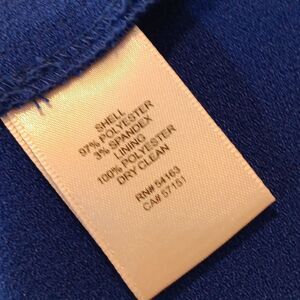 SHELL
97% POLYESTER
3% SPANDEX
LINING
100% POLYESTER
DRY CLEAN
RN# 54163
CA# 57151